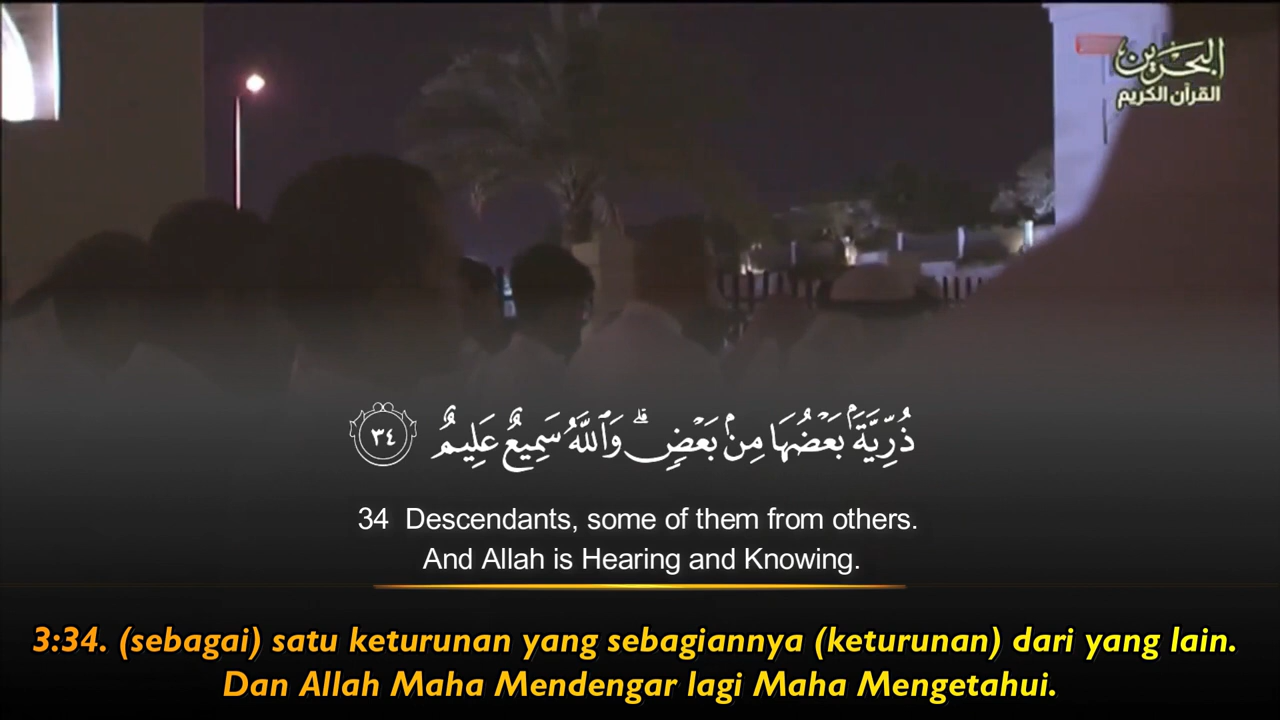 البحرين
القرآن الكريم
ذُرِّيَّةَۢ بَعۡضُهَا مِنۢ بَعۡضٖۗ وَٱللَّهُ سَمِيعٌ عَلِيمٌ ٣٤
34 Descendants, some of them from others.
And Allah is Hearing and Knowing.
3:34. (sebagai) satu keturunan yang sebagiannya (keturunan) dari yang lain.
Dan Allah Maha Mendengar lagi Maha Mengetahui.